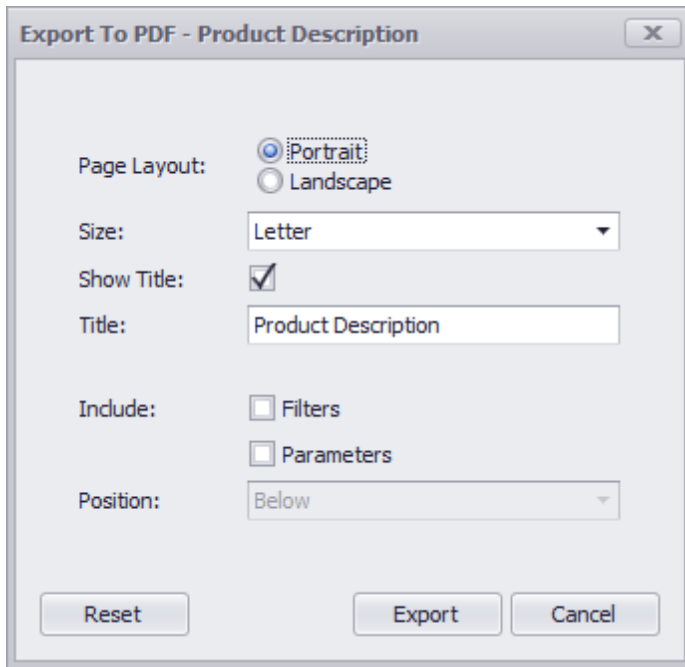 Export To PDF - Product Description
Page Layout:
Portrait
Landscape
Size: Letter
Show Title:
Title: Product Description
Include: Filters
Parameters
Position: Below
Reset Export Cancel